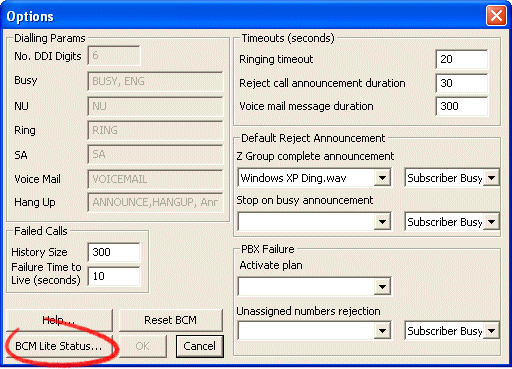 Options
Dialling Params
No. DDI Digits 6
Busy BUSY, ENG
NU NU
Ring RING
SA SA
Voice Mail VOICEMAIL
Hang Up ANNOUNCE,HANGUP, Anr
Failed Calls
History Size 300
Failure Time to
Live (seconds) 10
Help... Reset BCM
BCM Lite Status... OK Cancel
Timeouts (seconds)
Ringing timeout 20
Reject call announcement duration 30
Voice mail message duration 300
Default Reject Announcement
Z Group complete announcement
Windows XP Ding.wav Subscriber Busy
Stop on busy announcement
Subscriber Busy
PBX Failure
Activate plan
Unassigned numbers rejection
Subscriber Busy